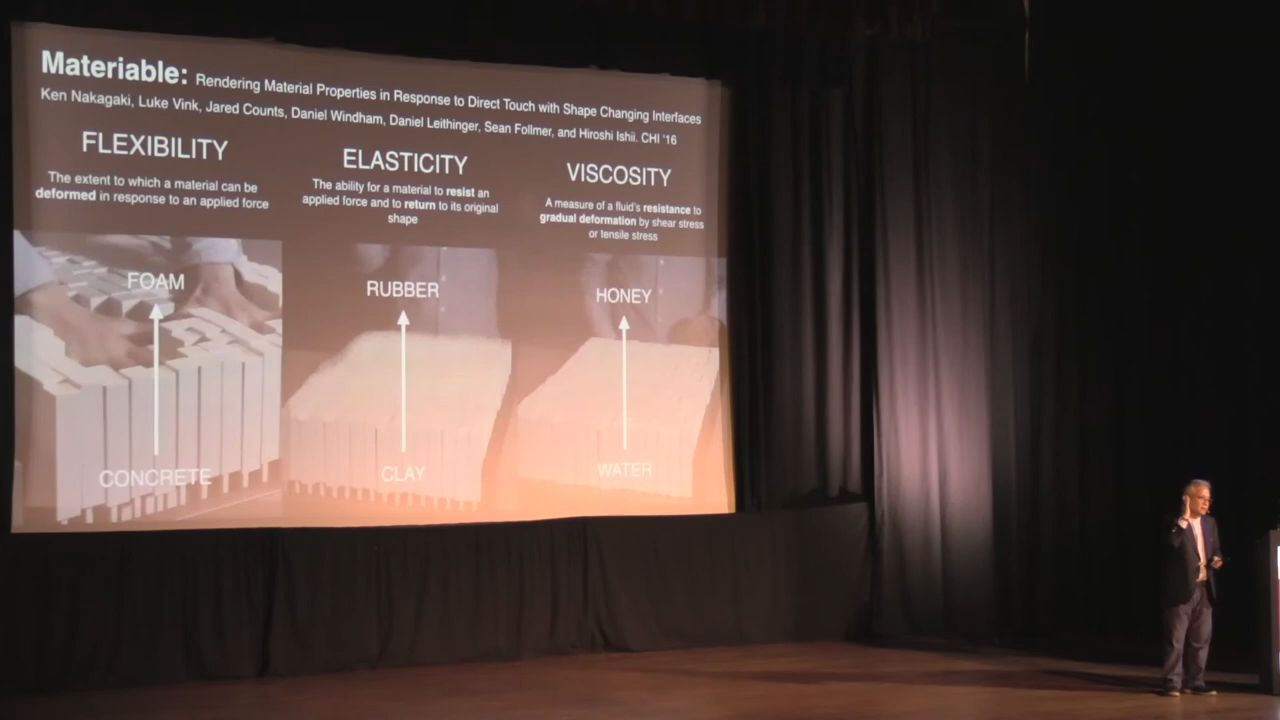 Materiable: Rendering Material Properties in Response to Direct Touch with Shape Changing Interfaces
Ken Nakagaki, Luke Vink, Jared Counts, Daniel Windham, Daniel Leithinger, Sean Follmer, and Hiroshi Ishii. CHI '16
FLEXIBILITY
The extent to which a material can be
deformed in response to an applied force
FOAM
CONCRETE
ELASTICITY
The ability for a material to resist an
applied force and to return to its original
shape
RUBBER
CLAY
VISCOSITY
A measure of a fluid's resistance to
gradual deformation by shear stress
or tensile stress
HONEY
WATER